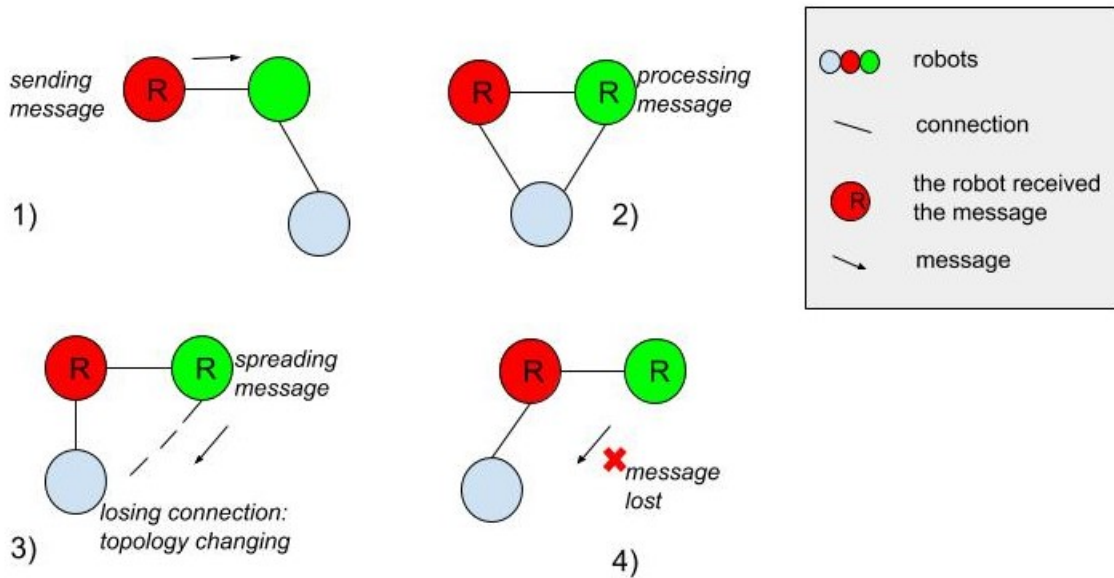 sending
message
R
1)
R
R
processing
message
2)
R
R
spreading
message
losing connection:
topology changing
3)
R
R
message
lost
4)
robots
connection
R
the robot received
the message
message